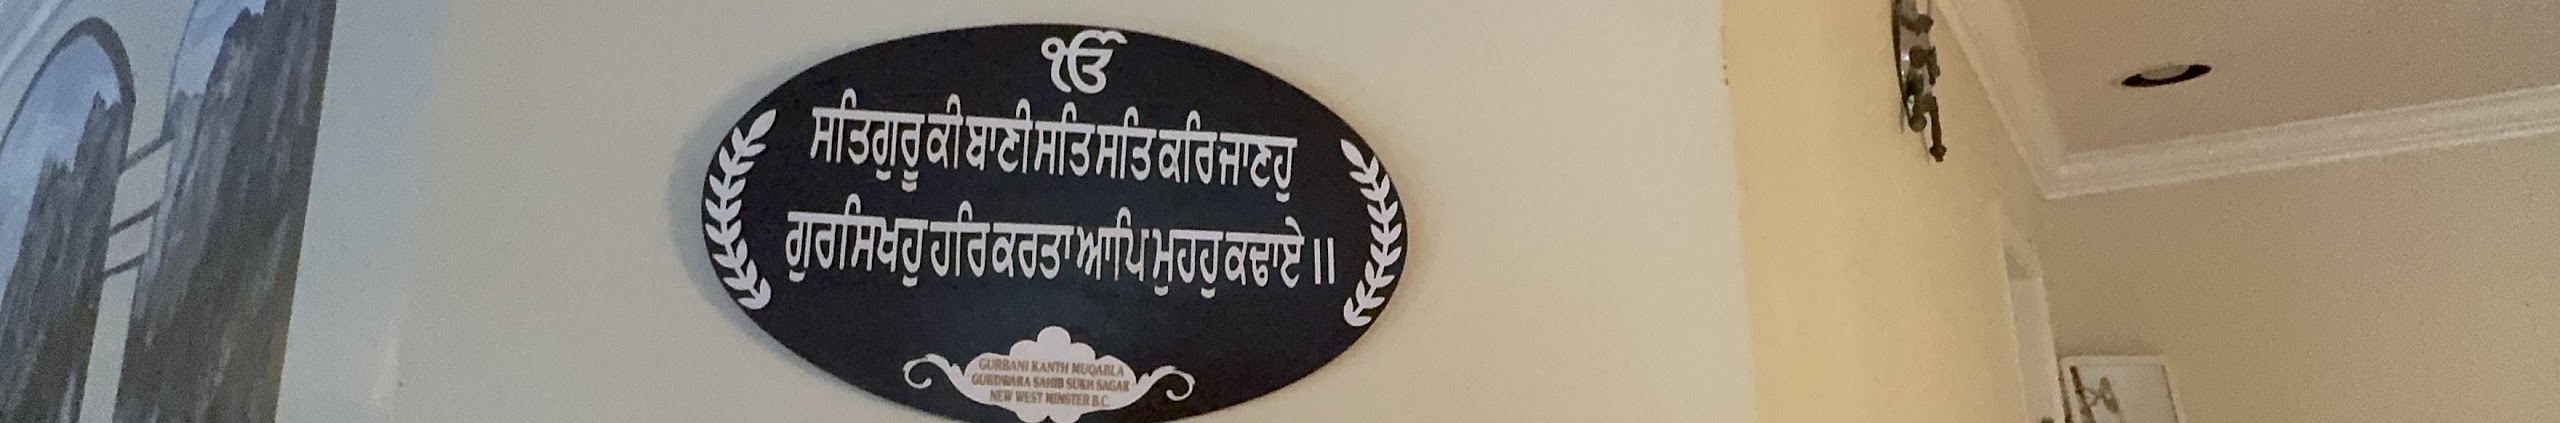 ੴ
ਸਤਿਗੁਰੂ ਕੀ ਬਾਣੀ ਸਤਿ ਸਤਿ ਕਰਿ ਜਾਣਹੁ
ਗੁਰਸਿਖਹੁ ਹਰਿ ਕਰਤਾ ਆਪਿ ਮੁਹਹੁ ਕਢਾਏ ॥
GURBANI KANTH MUQABLA
GURDWARA SAHIB SUKH SAGAR
NEW WEST MINSTER B.C.